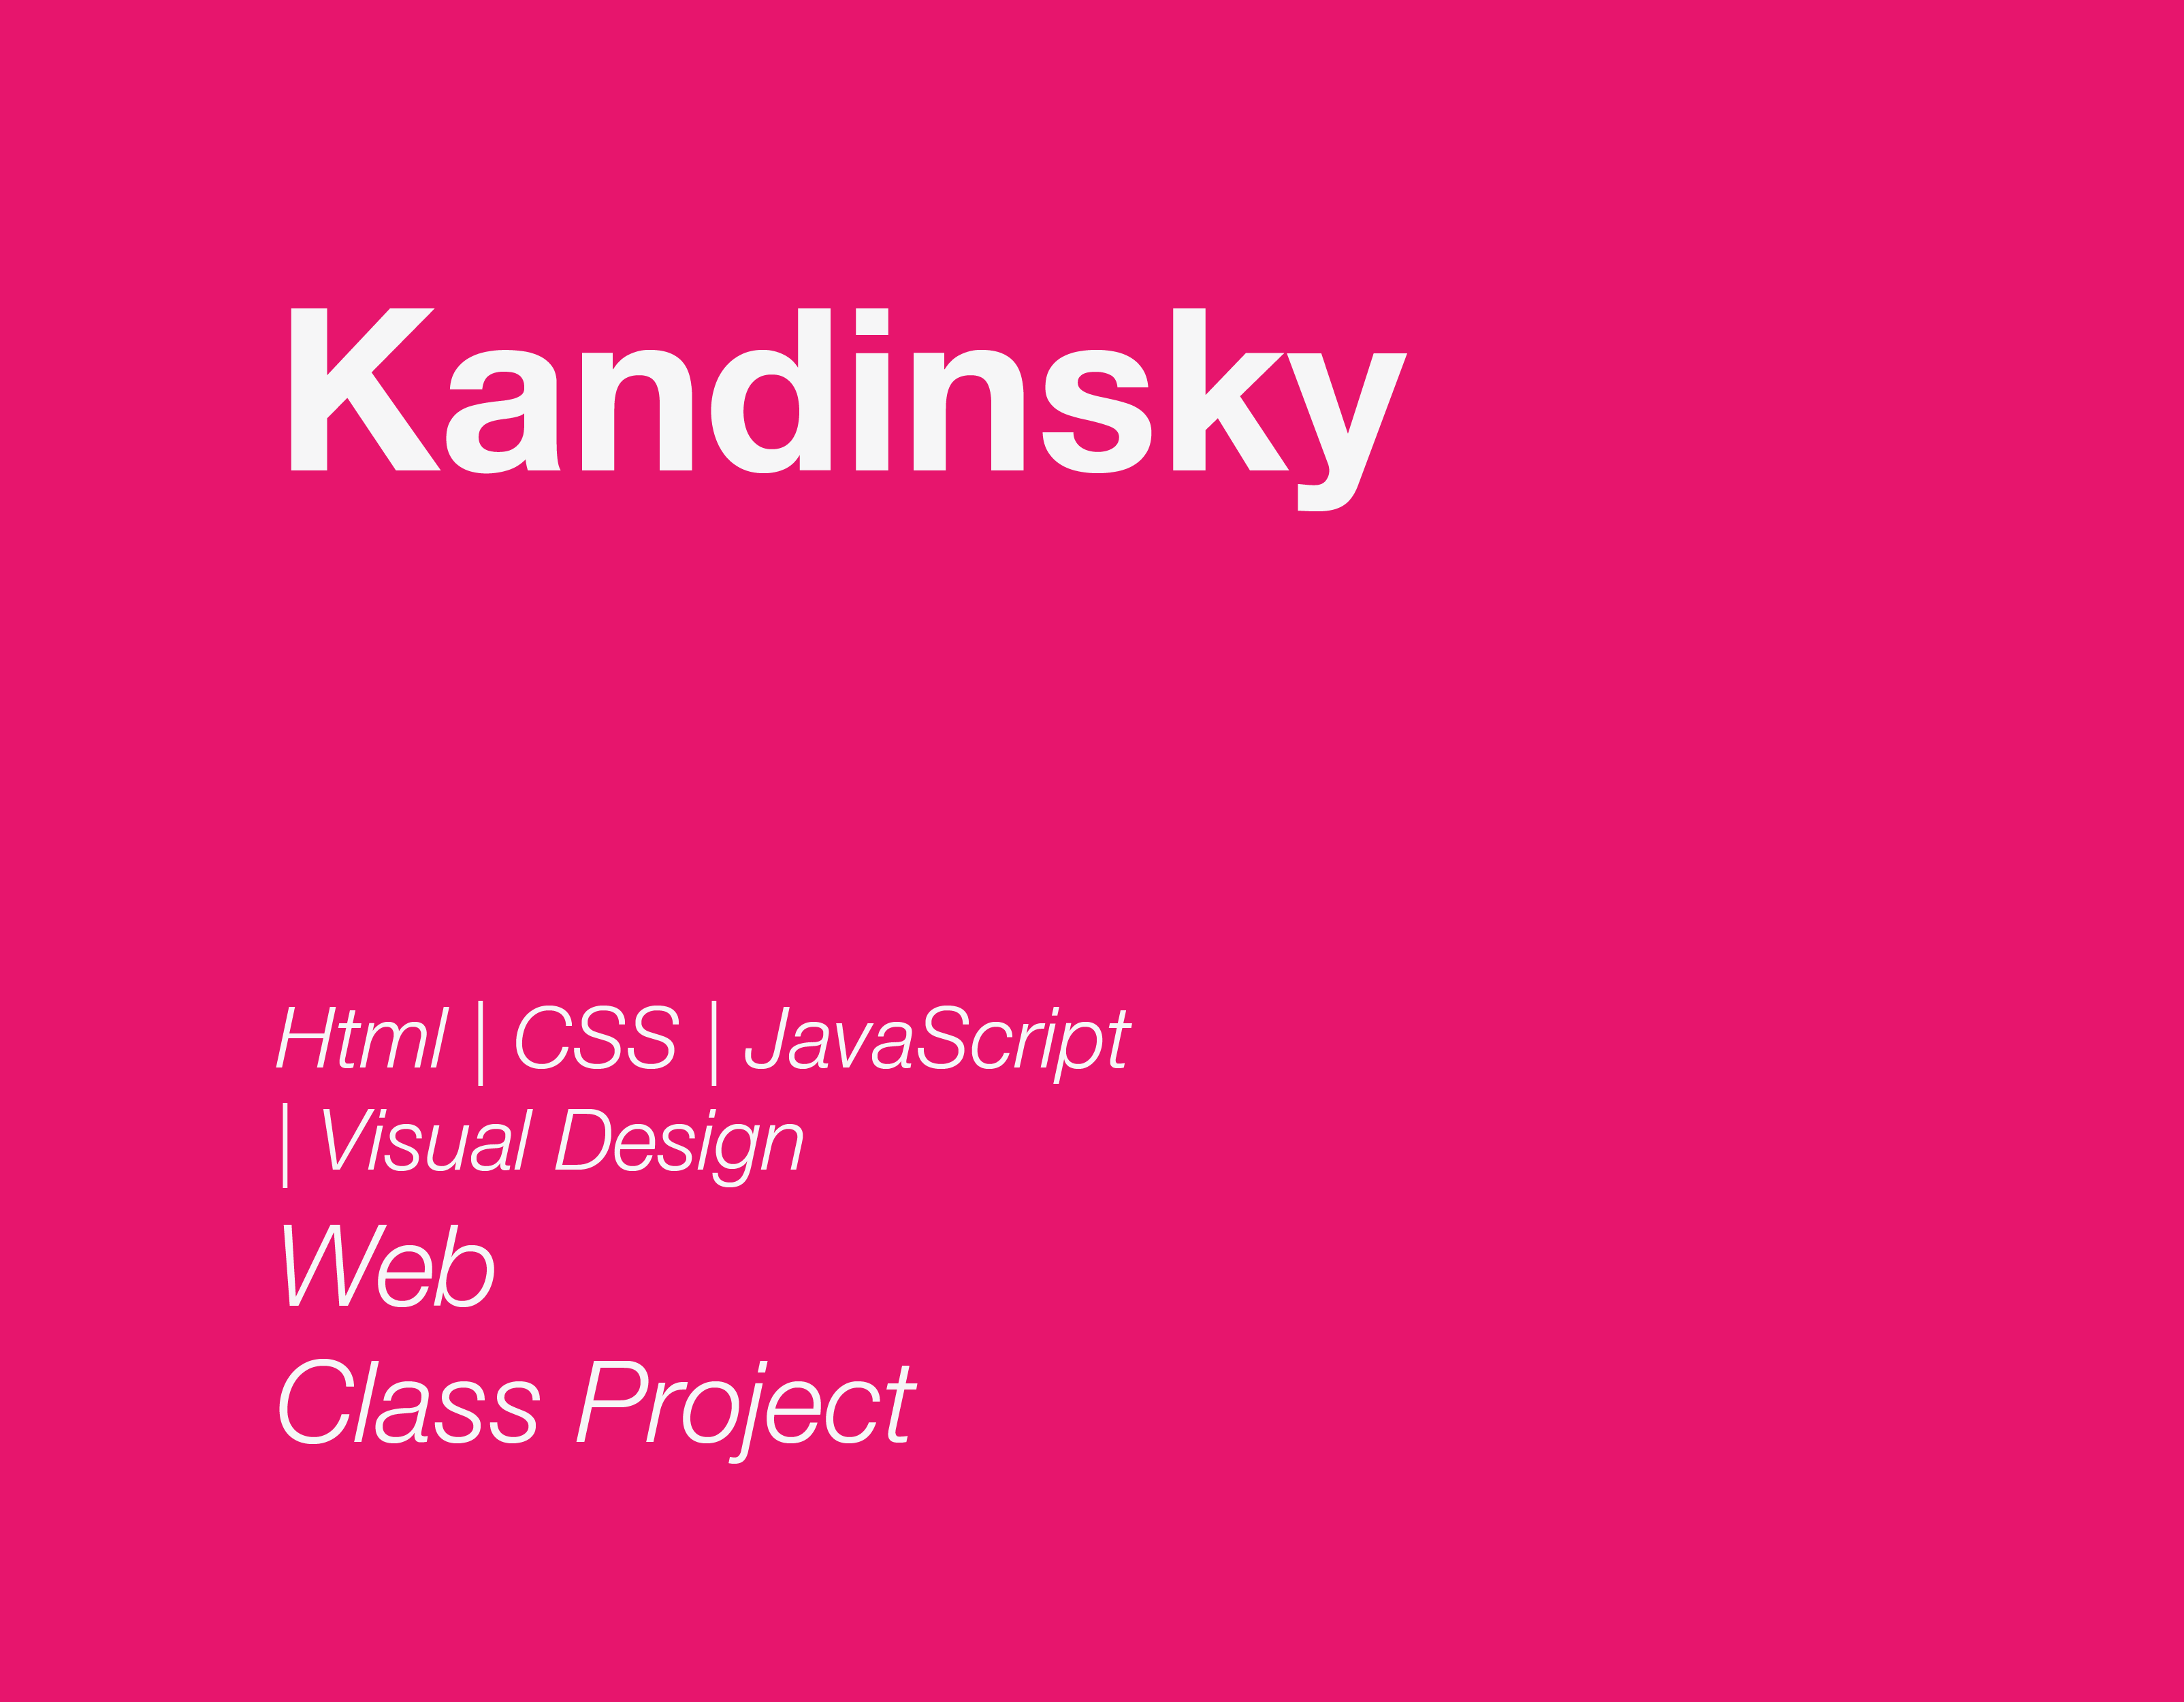 Kandinsky
Html | CSS | JavaScript
| Visual Design
Web
Class Project